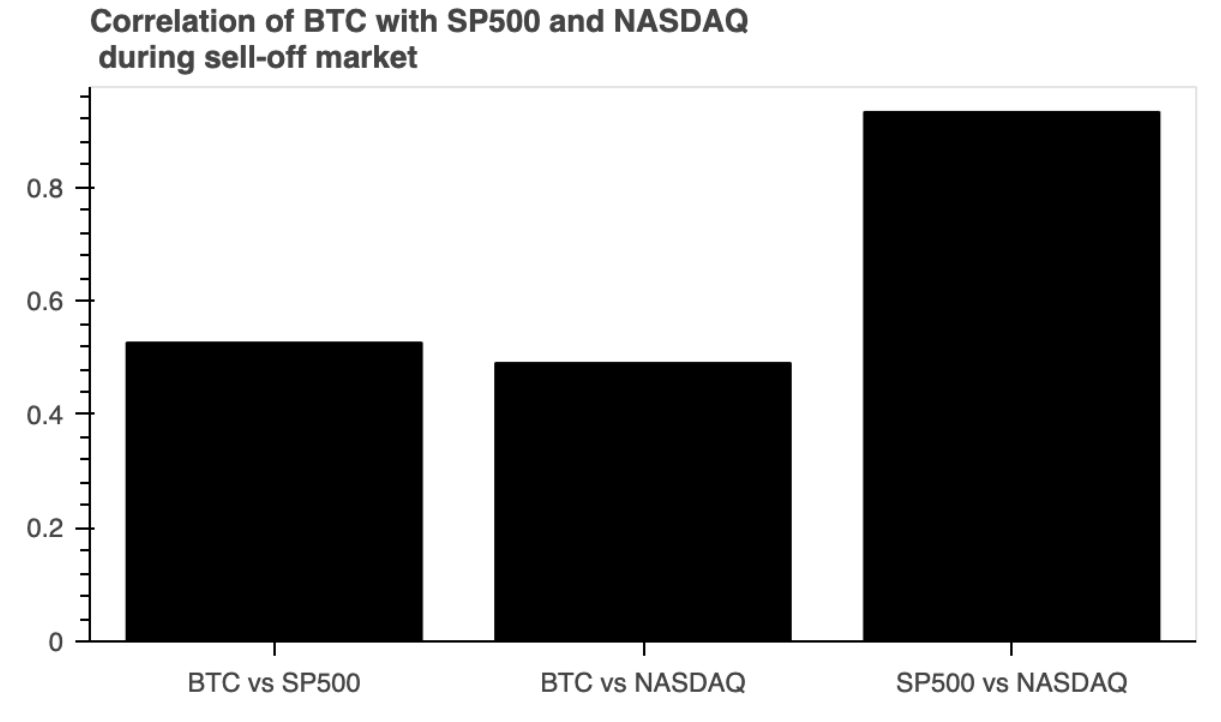 Correlation of BTC with SP500 and NASDAQ
during sell-off market
0.8
0.6
0.4
0.2
0
BTC vs SP500
BTC vs NASDAQ
SP500 vs NASDAQ